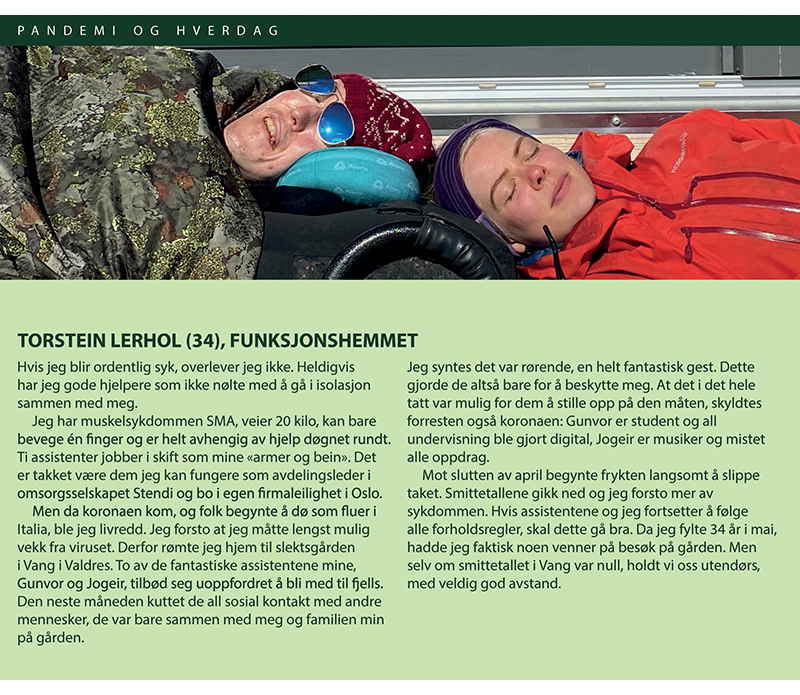 PANDEMI OG HVERDAG
TORSTEIN LERHOL (34), FUNKSJONSHEMMET
Hvis jeg blir ordentlig syk, overlever jeg ikke. Heldigvis
har jeg gode hjelpere som ikke nølte med å gå i isolasjon
sammen med meg.
Jeg har muskelsykdommen SMA, veier 20 kilo, kan bare
bevege én finger og er helt avhengig av hjelp døgnet rundt.
Ti assistenter jobber i skift som mine «armer og bein». Det
er takket være dem jeg kan fungere som avdelingsleder i
omsorgsselskapet Stendi og bo i egen firmaleilighet i Oslo.
Men da koronaen kom, og folk begynte å dø som fluer i
Italia, ble jeg livredd. Jeg forsto at jeg måtte lengst mulig
vekk fra viruset. Derfor rømte jeg hjem til slektsgården
i Vang i Valdres. To av de fantastiske assistentene mine,
Gunvor og Jogeir, tilbød seg uoppfordret å bli med til fjells.
Den neste måneden kuttet de all sosial kontakt med andre
mennesker, de var bare sammen med meg og familien min
på gården.
Jeg syntes det var rørende, en helt fantastisk gest. Dette
gjorde de altså bare for å beskytte meg. At det i det hele
tatt var mulig for dem å stille opp på den måten, skyldtes
forresten også koronaen: Gunvor er student og all
undervisning ble gjort digital, Jogeir er musiker og mistet
alle oppdrag.
Mot slutten av april begynte frykten langsomt å slippe
taket. Smittetallene gikk ned og jeg forsto mer av
sykdommen. Hvis assistentene og jeg fortsetter å følge
alle forholdsregler, skal dette gå bra. Da jeg fylte 34 år i mai,
hadde jeg faktisk noen venner på besøk på gården. Men
selv om smittetallet i Vang var null, holdt vi oss utendørs,
med veldig god avstand.